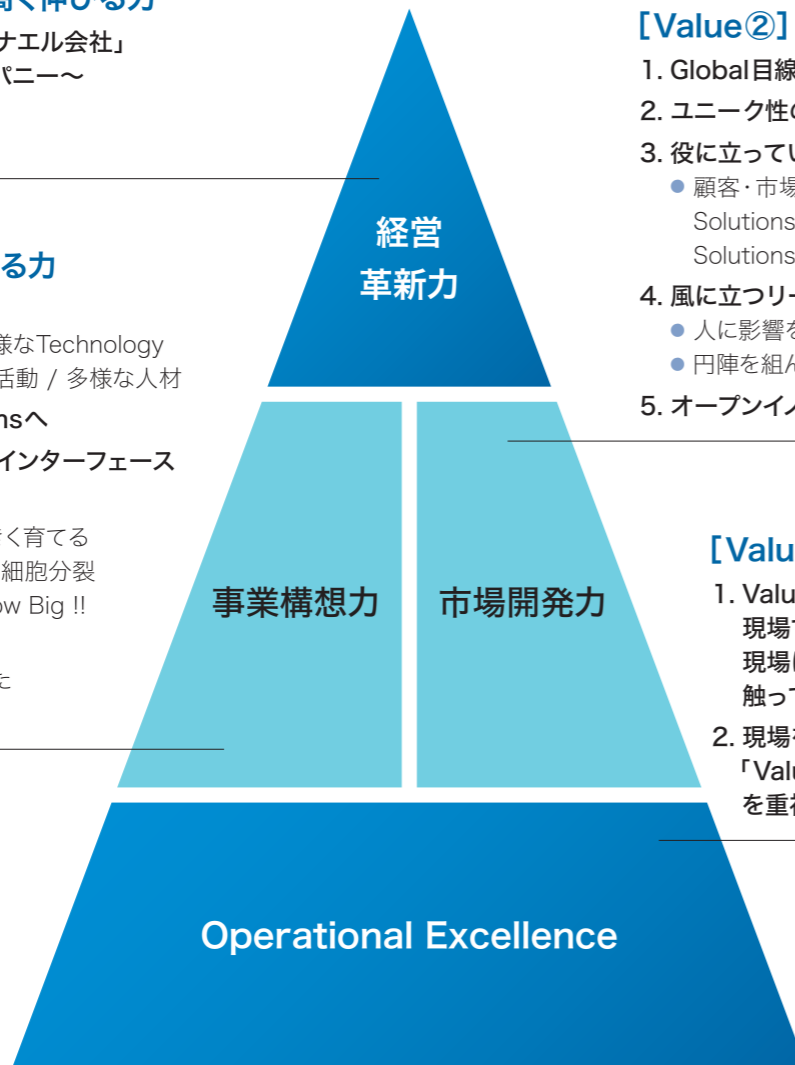 く伸びる力
ナエル会社」
パニー〜
る力
様なTechnology
活動 / 多様な人材
nsへ
インターフェース
く育てる
細胞分裂
ow Big !!
た
経営
革新力
事業構想力
市場開発力
Operational Excellence
[Value②]
1. Global目線
2. ユニーク性の
3. 役に立ってい
● 顧客・市場
Solutions
Solutions
4. 風に立つリー
● 人に影響を
● 円陣を組ん
5. オープンイノ
[Valu
1. Valu
現場で
現場に
触って
2. 現場を
「Valu
を重視